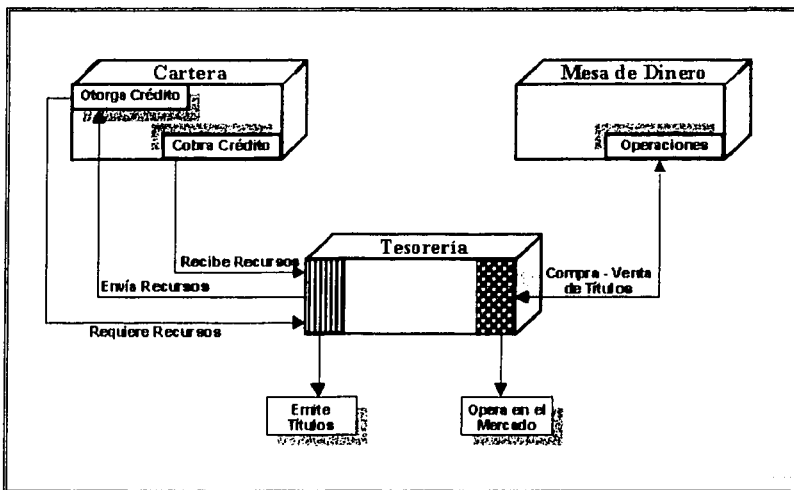 Cartera
Otorga Crédito
Cobra Crédito
Mesa de Dinero
Operaciones
Tesorería
Recibe Recursos
Envía Recursos
Requiere Recursos
Compra - Venta
de Títulos
Emite
Títulos
Opera en el
Mercado